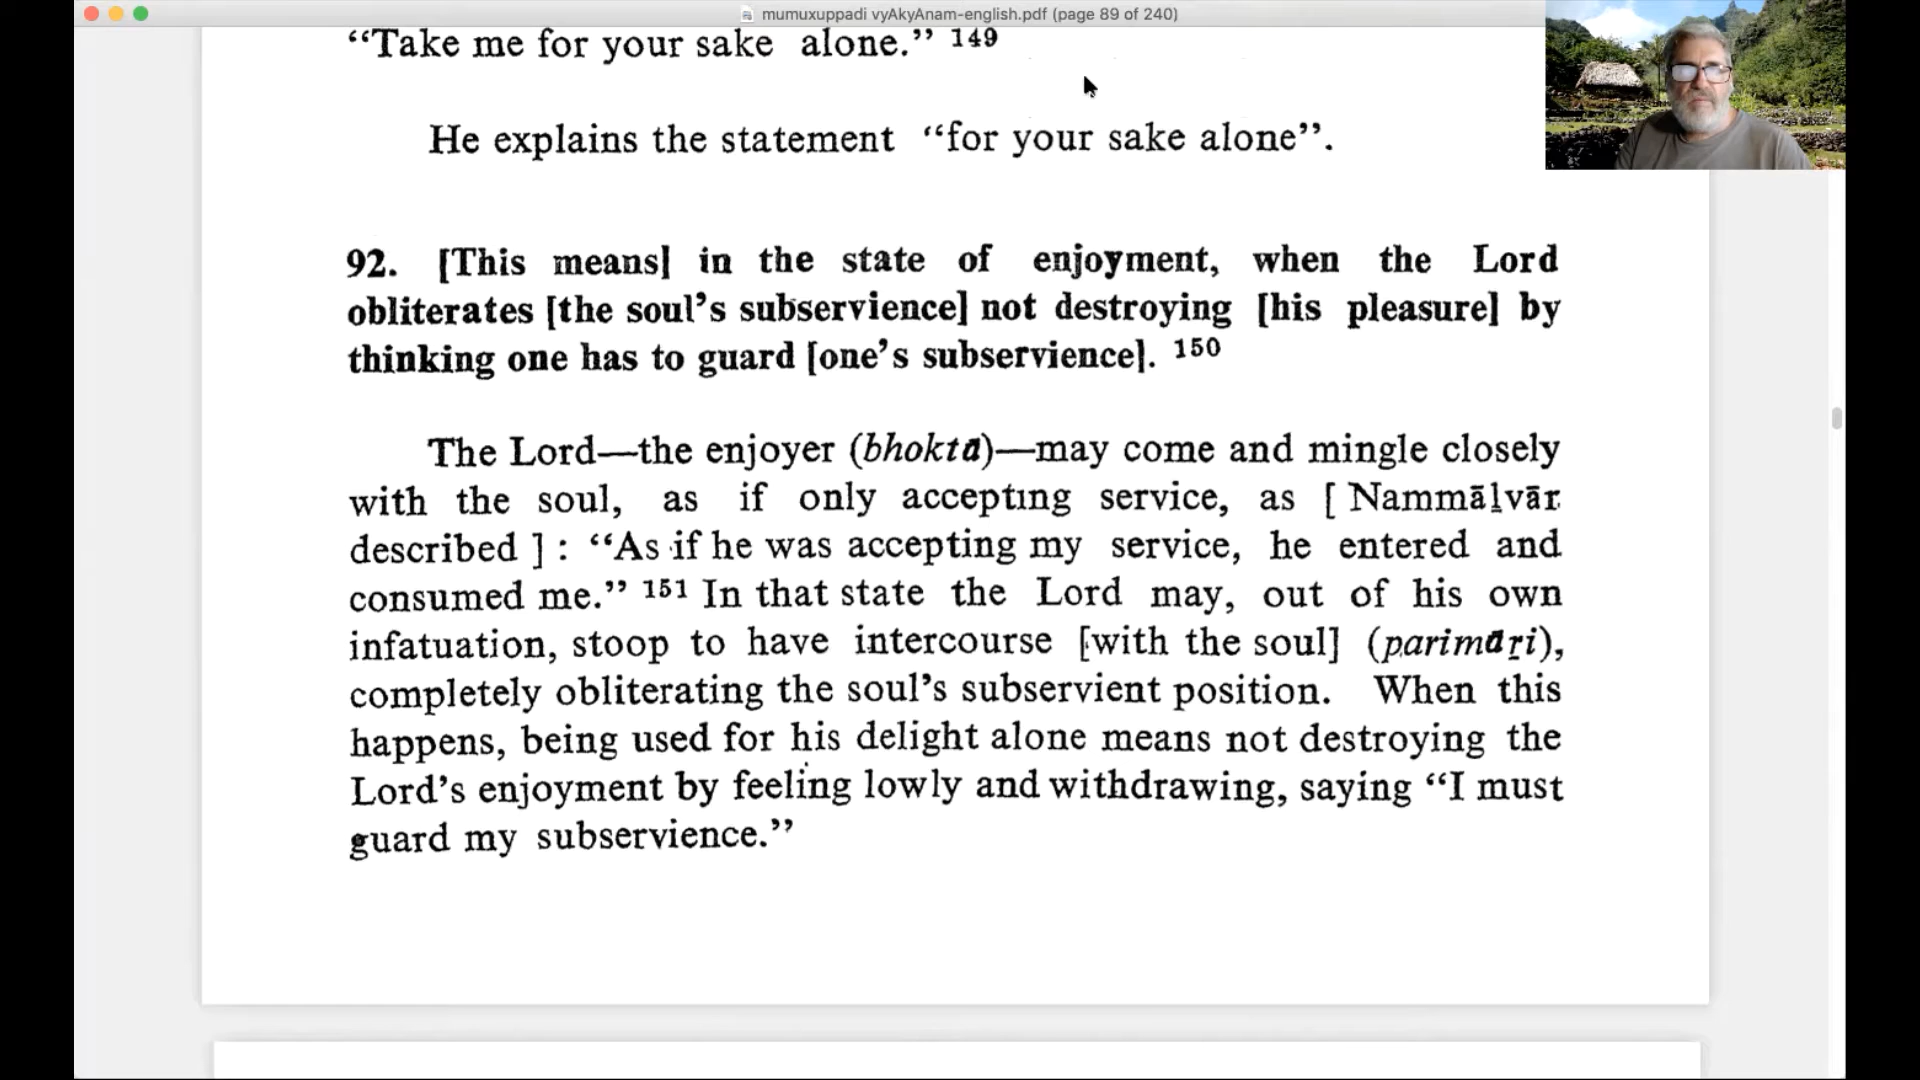 mumuxuppadi vyAkyAnam-english.pdf (page 89 of 240)
“Take me for your sake alone.” 149
He explains the statement “for your sake alone”.
92. [This means] in the state of enjoyment, when the Lord
obliterates [the soul’s subservience] not destroying [his pleasure] by
thinking one has to guard [one’s subservience]. 150
The Lord—the enjoyer (bhoktā)—may come and mingle closely
with the soul, as if only accepting service, as [ Nammāḻvār
described ] : “As if he was accepting my service, he entered and
consumed me.” 151 In that state the Lord may, out of his own
infatuation, stoop to have intercourse [with the soul] (parimāṟi),
completely obliterating the soul’s subservient position. When this
happens, being used for his delight alone means not destroying the
Lord’s enjoyment by feeling lowly and withdrawing, saying “I must
guard my subservience.”